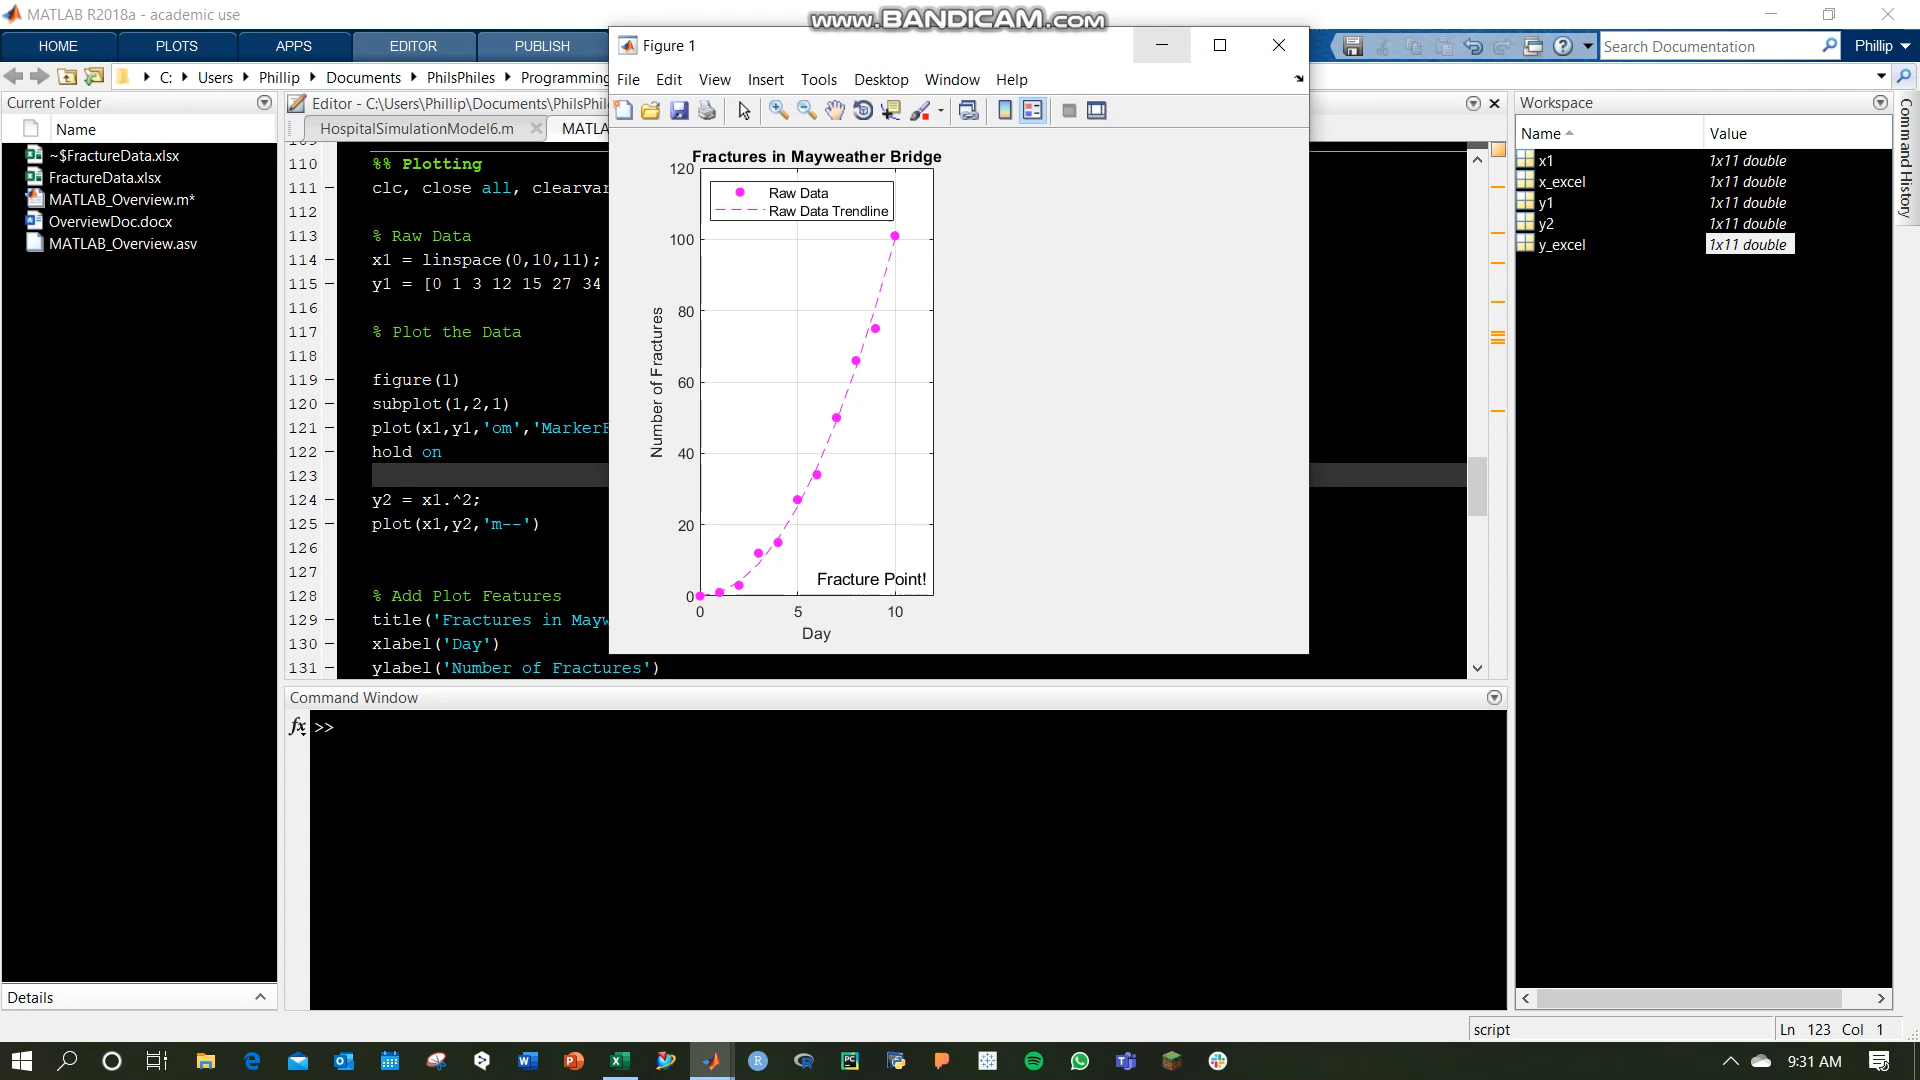 MATLAB R2018a - academic use
www.BANDICAM.com
HOME PLOTS APPS EDITOR PUBLISH
Search Documentation
Phillip
C: Users Phillip Documents PhilsPhiles Programming
Figure 1
File Edit View Insert Tools Desktop Window Help
Current Folder
Name
~$FractureData.xlsx
FractureData.xlsx
MATLAB_Overview.m*
OverviewDoc.docx
MATLAB_Overview.asv
Details
Editor - C:\Users\Phillip\Documents\PhilsPhile
HospitalSimulationModel6.m MATLA
110 %% Plotting
111 clc, close all, clearvar
112
113 % Raw Data
114 x1 = linspace(0,10,11);
115 y1 = [0 1 3 12 15 27 34
116
117 % Plot the Data
118
119 figure(1)
120 subplot(1,2,1)
121 plot(x1,y1,'om','MarkerF
122 hold on
123
124 y2 = x1.^2;
125 plot(x1,y2,'m--')
126
127
128 % Add Plot Features
129 title('Fractures in Mayw
130 xlabel('Day')
131 ylabel('Number of Fractures')
Fractures in Mayweather Bridge
Raw Data
Raw Data Trendline
Number of Fractures
120
100
80
60
40
20
0
Fracture Point!
0 5 10
Day
Command Window
fx >>
Workspace
Name Value
x1 1x11 double
x_excel 1x11 double
y1 1x11 double
y2 1x11 double
y_excel 1x11 double
Command History
script
Ln 123 Col 1
9:31 AM